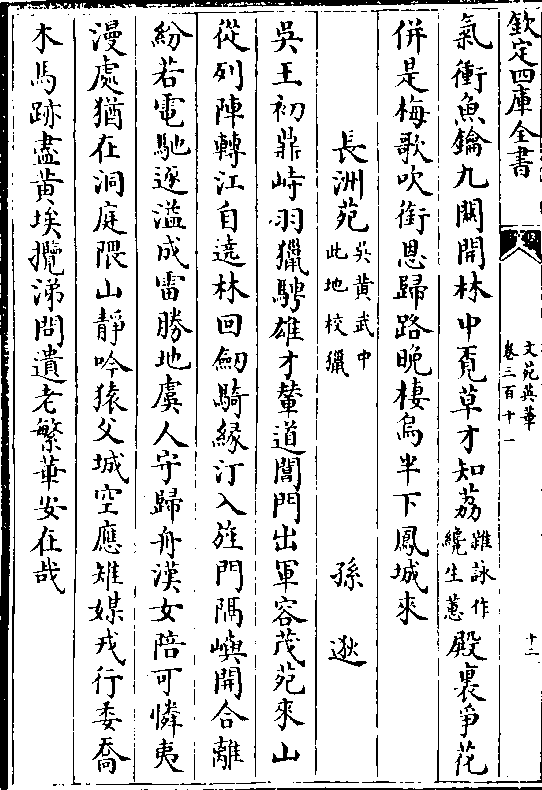 欽定四庫全書
文苑英華
卷三百十一
十二
氣衝魚鑰九關開林中覓草才知荔雜詠作纔生蕙殿裏爭花
併是梅歌吹銜恩歸路晚棲烏半下鳳城來
長洲苑吳黃武中此地校獵 孫逖
吳王初鼎峙羽獵騁雄才輦道閶門出軍容茂苑來山
從列陣轉江自遶林回劒騎緣汀入旌門隔嶼開合離
紛若電馳逐溢成雷勝地虞人守歸舟漢女陪可憐夷
漫處猶在洞庭隈山靜吟猿父城空應雉媒戎行委喬
木馬跡盡黃埃攬涕問遺老繁華安在哉